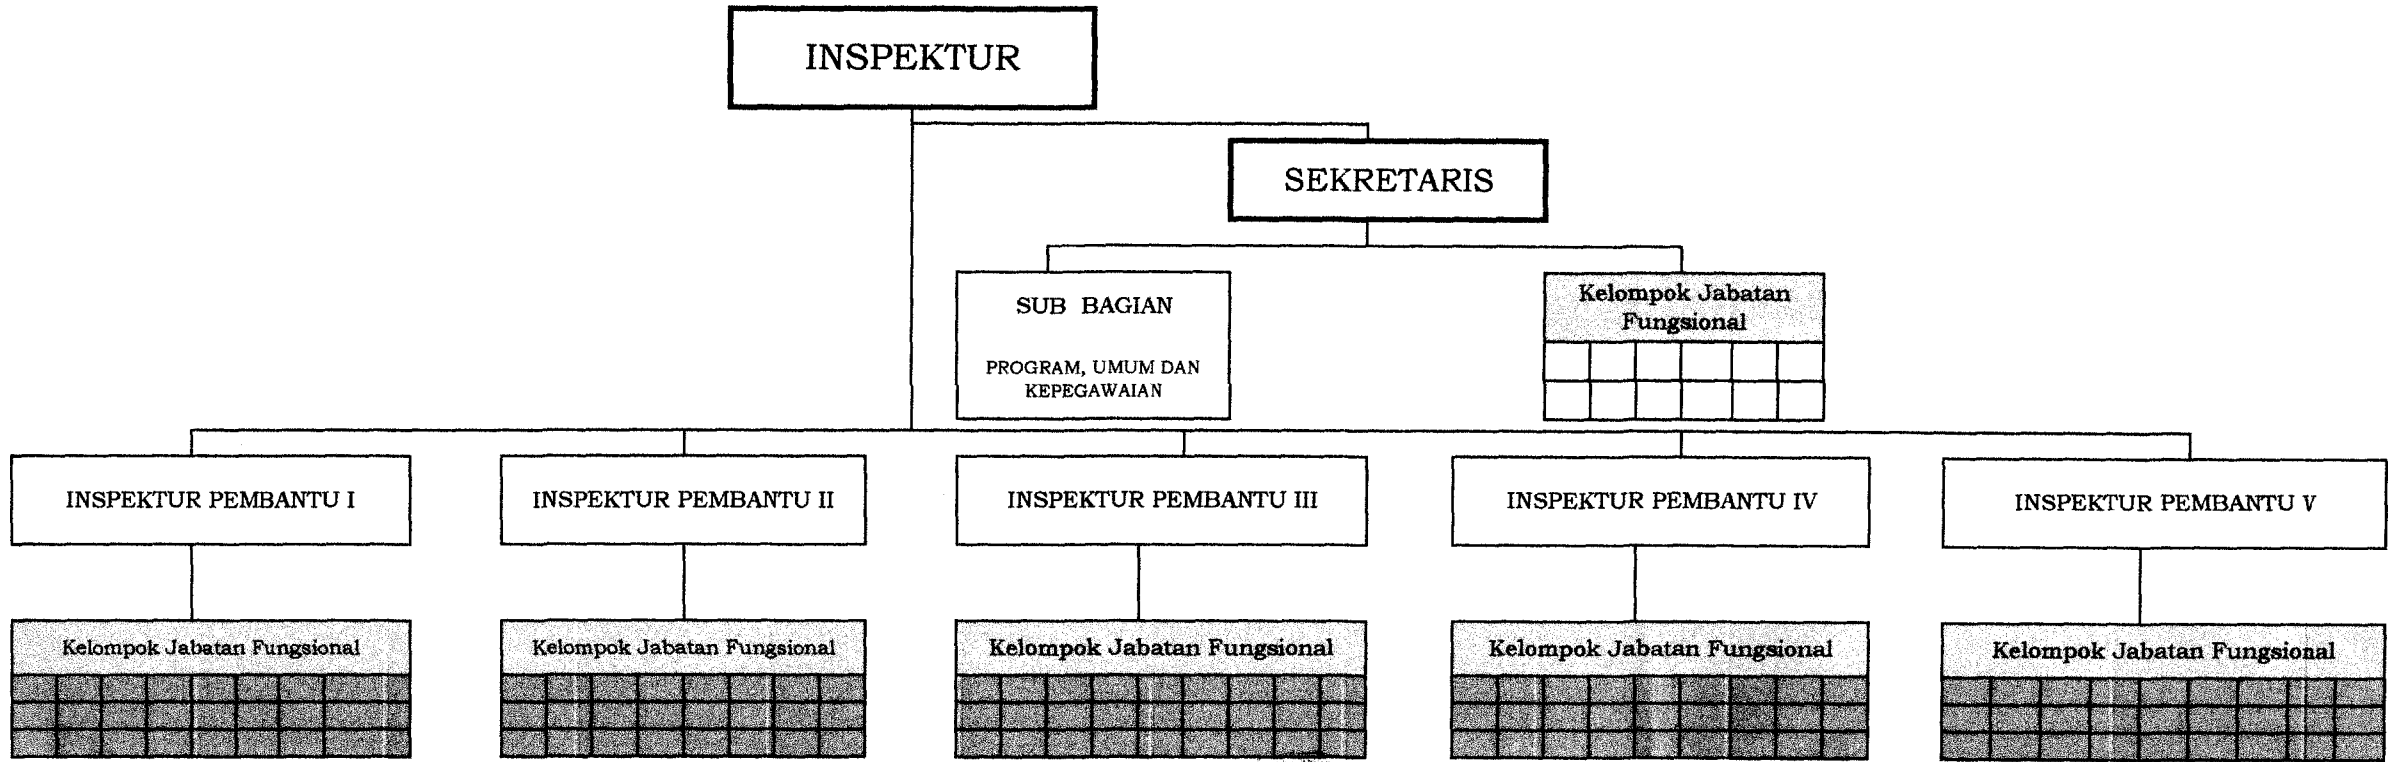 INSPEKTUR
SEKRETARIS
SUB BAGIAN
PROGRAM, UMUM DAN
KEPEGAWAIAN
Kelompok Jabatan
Fungsional
INSPEKTUR PEMBANTU I
INSPEKTUR PEMBANTU II
INSPEKTUR PEMBANTU III
INSPEKTUR PEMBANTU IV
INSPEKTUR PEMBANTU V
Kelompok Jabatan Fungsional
Kelompok Jabatan Fungsional
Kelompok Jabatan Fungsional
Kelompok Jabatan Fungsional
Kelompok Jabatan Fungsional